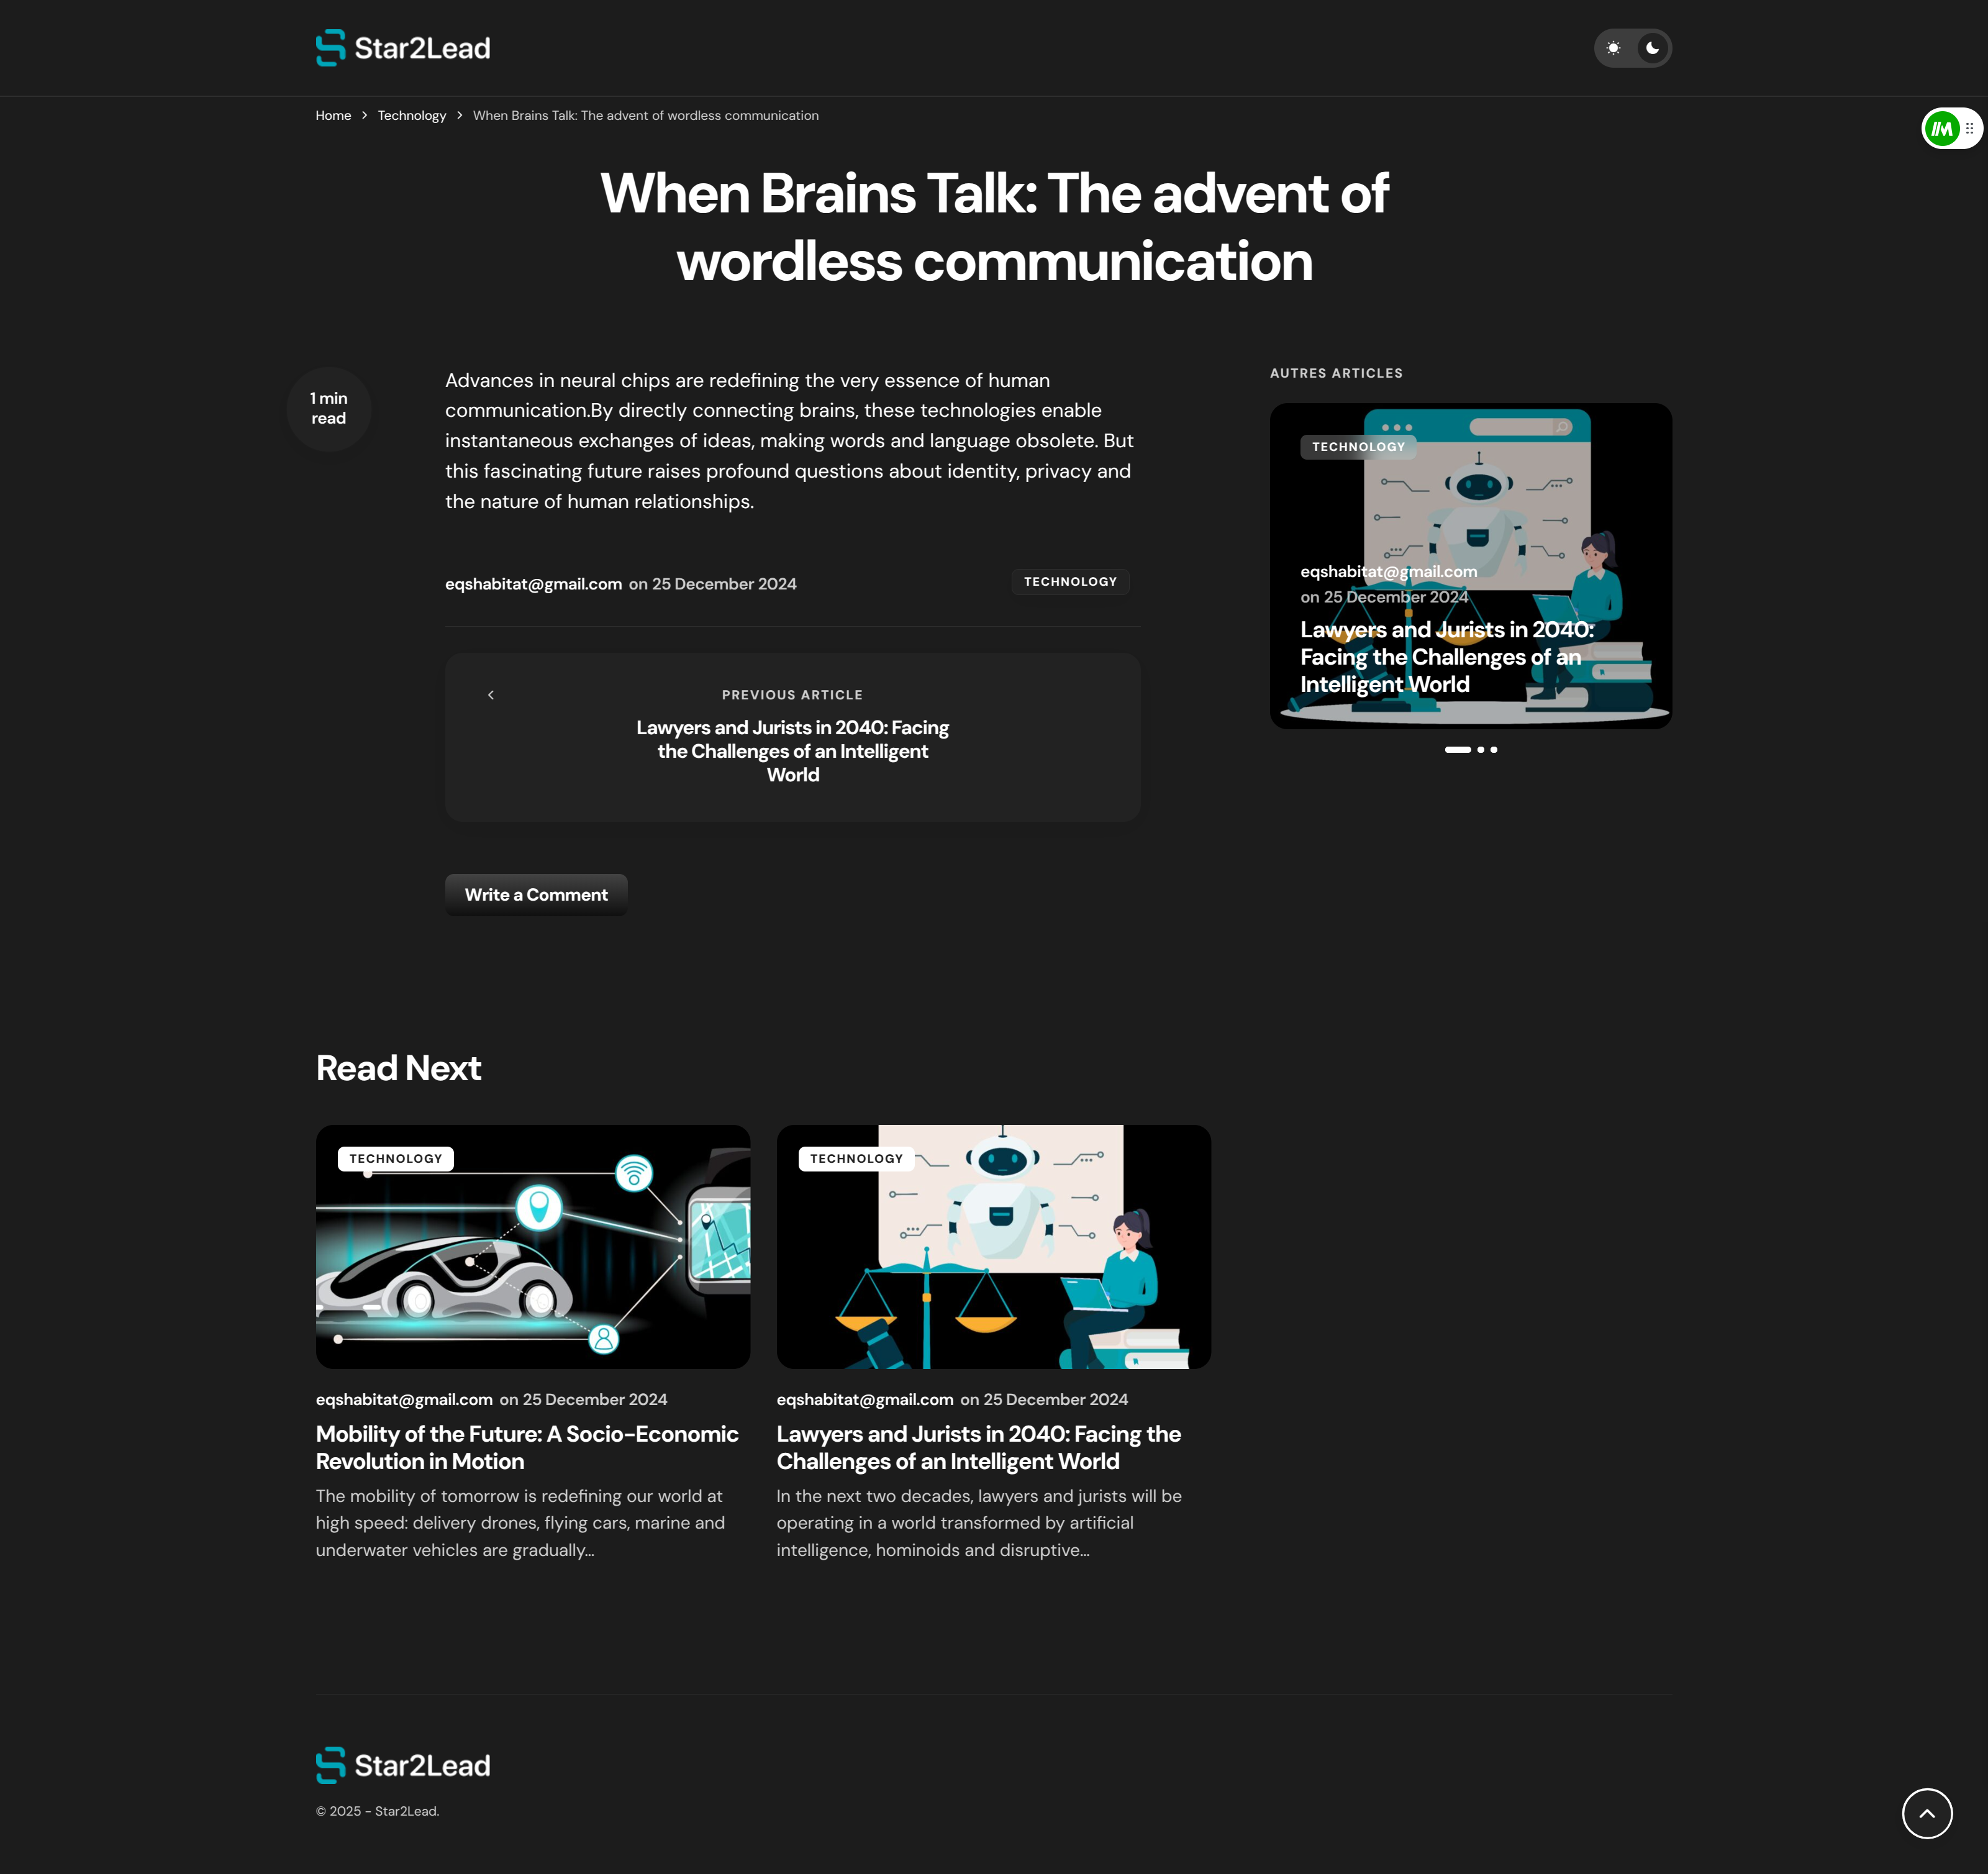 Star2Lead
Home > Technology > When Brains Talk: The advent of wordless communication
When Brains Talk: The advent of
wordless communication
1 min
read
Advances in neural chips are redefining the very essence of human
communication.By directly connecting brains, these technologies enable
instantaneous exchanges of ideas, making words and language obsolete. But
this fascinating future raises profound questions about identity, privacy and
the nature of human relationships.
eqshabitat@gmail.com on 25 December 2024
TECHNOLOGY
PREVIOUS ARTICLE
Lawyers and Jurists in 2040: Facing
the Challenges of an Intelligent
World
Write a Comment
AUTRES ARTICLES
TECHNOLOGY
eqshabitat@gmail.com
on 25 December 2024
Lawyers and Jurists in 2040:
Facing the Challenges of an
Intelligent World
Read Next
TECHNOLOGY
eqshabitat@gmail.com on 25 December 2024
Mobility of the Future: A Socio-Economic
Revolution in Motion
The mobility of tomorrow is redefining our world at
high speed: delivery drones, flying cars, marine and
underwater vehicles are gradually...
TECHNOLOGY
eqshabitat@gmail.com on 25 December 2024
Lawyers and Jurists in 2040: Facing the
Challenges of an Intelligent World
In the next two decades, lawyers and jurists will be
operating in a world transformed by artificial
intelligence, hominoids and disruptive...
Star2Lead
© 2025 - Star2Lead.